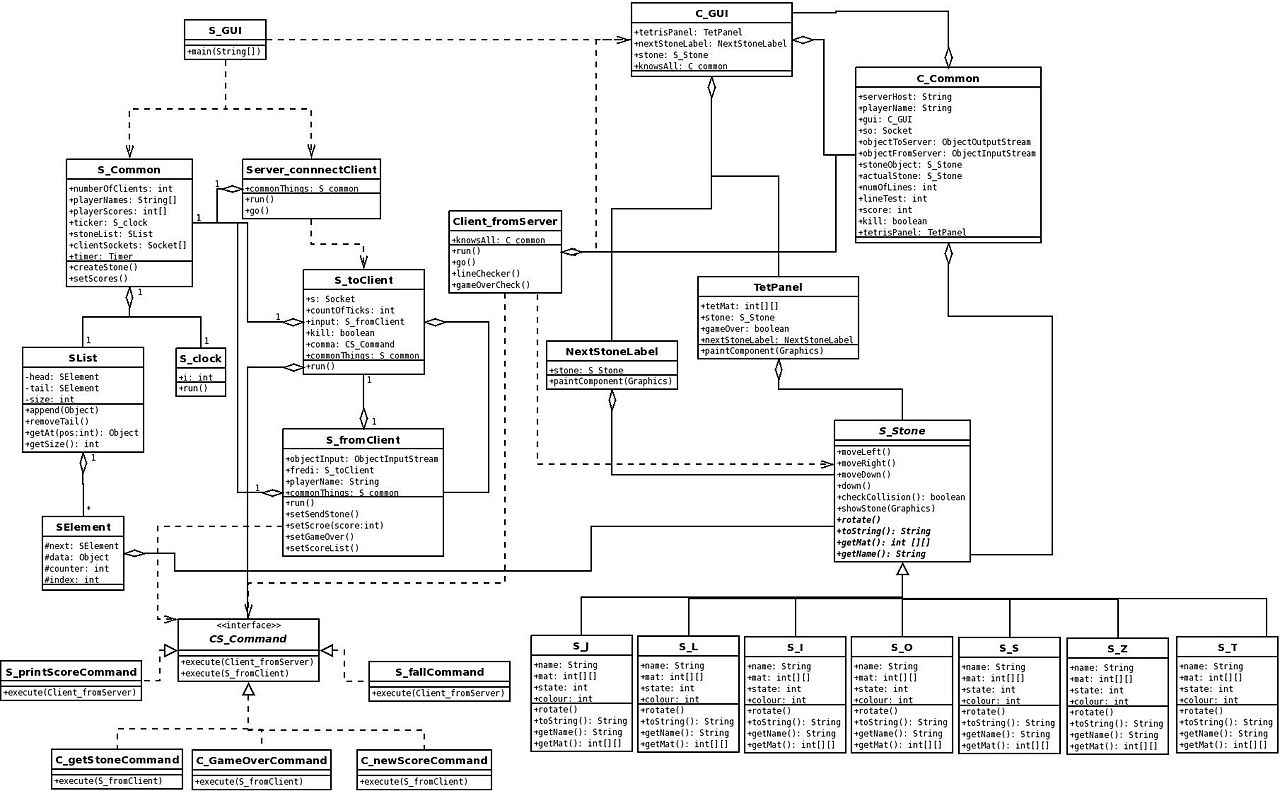 S_GUI
+main(String[])
C_GUI
+tetrisPanel: TetPanel
+nextStoneLabel: NextStoneLabel
+stone: S_Stone
+knowsAll: C_common
C_Common
+serverHost: String
+playerName: String
+gui: C_GUI
+so: Socket
+objectToServer: ObjectOutputStream
+objectFromServer: ObjectInputStream
+stoneObject: S_Stone
+actualStone: S_Stone
+numOfLines: int
+lineTest: int
+score: int
+kill: boolean
+tetrisPanel: TetPanel
S_Common
+numberOfClients: int
+playerNames: String[]
+playerScores: int[]
+ticker: S_clock
+stoneList: SList
+clientSockets: Socket[]
+timer: Timer
+createStone()
+setScores()
1
1
1
Server_connnectClient
+commonThings: S_common
+run()
+go()
Client_fromServer
+knowsAll: C_common
+run()
+go()
+lineChecker()
+gameOverCheck()
S_toClient
+s: Socket
+countOfTicks: int
+input: S_fromClient
+kill: boolean
+comma: CS_Command
+commonThings: S_common
+run()
1
1
1
TetPanel
+tetMat: int[][]
+stone: S_Stone
+gameOver: boolean
+nextStoneLabel: NextStoneLabel
+paintComponent(Graphics)
NextStoneLabel
+stone: S_Stone
+paintComponent(Graphics)
1
1
SList
-head: SElement
-tail: SElement
-size: int
+append(Object)
+removeTail()
+getAt(pos:int): Object
+getSize(): int
1
*
S_clock
+i: int
+run()
S_fromClient
+objectInput: ObjectInputStream
+fredi: S_toClient
+playerName: String
+commonThings: S_common
+run()
+setSendStone()
+setScroe(score:int)
+setGameOver()
+setScoreList()
1
S_Stone
+moveLeft()
+moveRight()
+moveDown()
+down()
+checkCollision(): boolean
+showStone(Graphics)
+rotate()
+toString(): String
+getMat(): int [][]
+getName(): String
SElement
#next: SElement
#data: Object
#counter: int
#index: int
<<interface>>
CS_Command
+execute(Client_fromServer)
+execute(S_fromClient)
S_printScoreCommand
+execute(Client_fromServer)
S_fallCommand
+execute(Client_fromServer)
C_getStoneCommand
+execute(S_fromClient)
C_GameOverCommand
+execute(S_fromClient)
C_newScoreCommand
+execute(S_fromClient)
S_J
+name: String
+mat: int[][]
+state: int
+colour: int
+rotate()
+toString(): String
+getName(): String
+getMat(): int[][]
S_L
+name: String
+mat: int[][]
+state: int
+colour: int
+rotate()
+toString(): String
+getName(): String
+getMat(): int[][]
S_I
+name: String
+mat: int[][]
+state: int
+colour: int
+rotate()
+toString(): String
+getName(): String
+getMat(): int[][]
S_O
+name: String
+mat: int[][]
+state: int
+colour: int
+rotate()
+toString(): String
+getName(): String
+getMat(): int[][]
S_S
+name: String
+mat: int[][]
+state: int
+colour: int
+rotate()
+toString(): String
+getName(): String
+getMat(): int[][]
S_Z
+name: String
+mat: int[][]
+state: int
+colour: int
+rotate()
+toString(): String
+getName(): String
+getMat(): int[][]
S_T
+name: String
+mat: int[][]
+state: int
+colour: int
+rotate()
+toString(): String
+getName(): String
+getMat(): int[][]